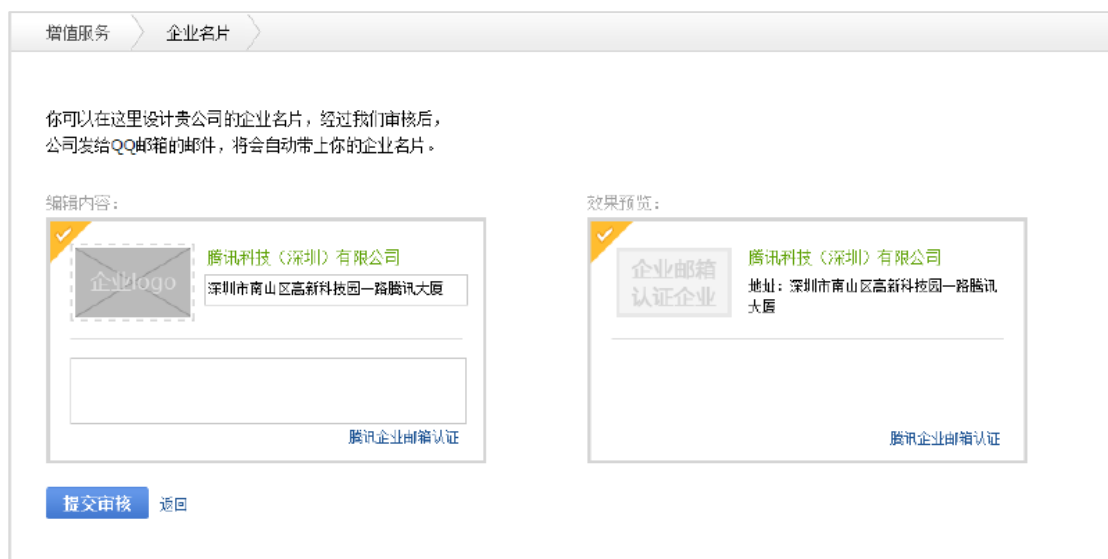 增值服务 企业名片
你可以在这里设计贵公司的企业名片，经过我们审核后，
公司发给QQ邮箱的邮件，将会自动带上你的企业名片。
编辑内容：
企业logo
腾讯科技（深圳）有限公司
深圳市南山区高新科技园一路腾讯大厦
腾讯企业邮箱认证
效果预览：
企业邮箱
认证企业
腾讯科技（深圳）有限公司
地址：深圳市南山区高新科技园一路腾讯
大厦
腾讯企业邮箱认证
提交审核 返回